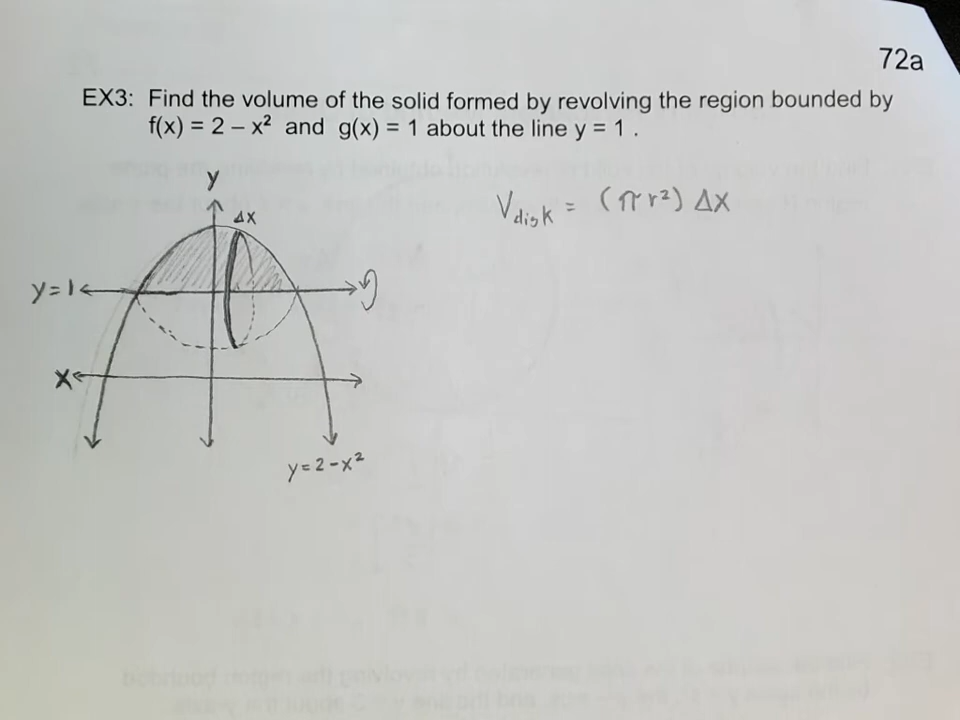 72a
EX3: Find the volume of the solid formed by revolving the region bounded by
f(x) = 2 – x² and g(x) = 1 about the line y = 1 .
y
Δx
V disk = (πr²) Δx
y=1
x
y=2-x²